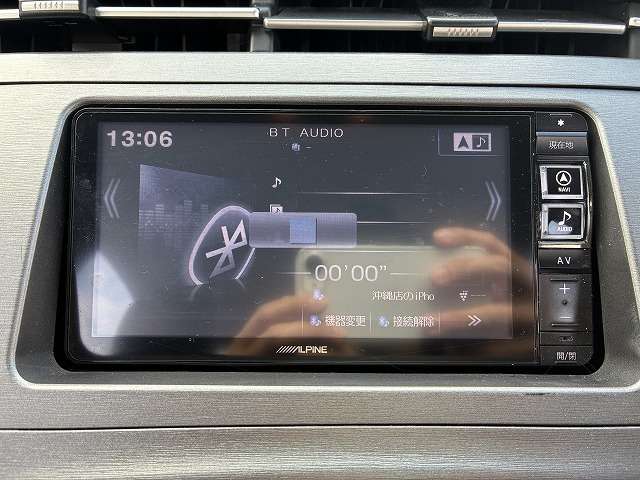 13:06
BT AUDIO
現在地
NAVI
AUDIO
AV
+
00'00"
沖縄店のiPho
機器変更
接続解除
ALPINE
開/閉